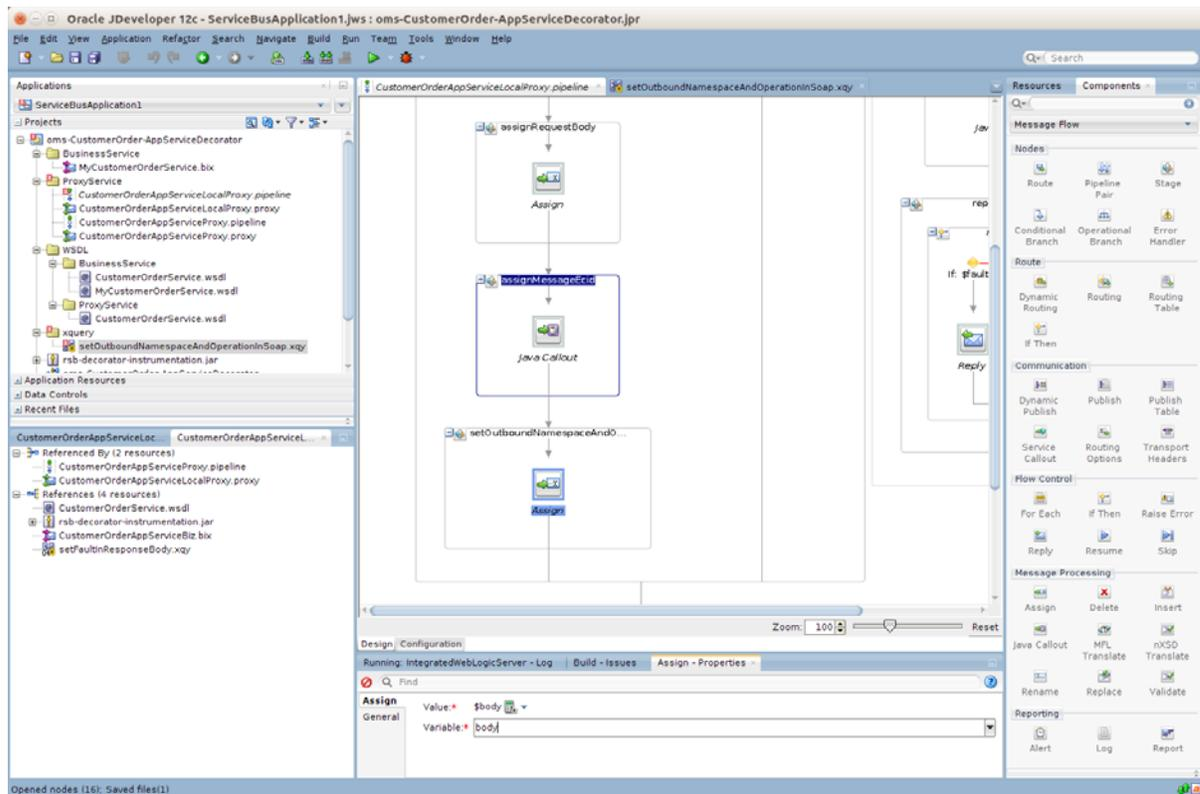 Oracle JDeveloper 12c - ServiceBusApplication1.jws : oms-CustomerOrder-AppServiceDecorator.jpr
File Edit View Application Refactor Search Navigate Build Run Team Tools Window Help
Search
Applications
ServiceBusApplication1
Projects
oms-CustomerOrder-AppServiceDecorator
BusinessService
MyCustomerOrderService.bix
ProxyService
CustomerOrderAppServiceLocalProxy.pipeline
CustomerOrderAppServiceLocalProxy.proxy
CustomerOrderAppServiceProxy.pipeline
CustomerOrderAppServiceProxy.proxy
WSDL
BusinessService
CustomerOrderService.wsdl
MyCustomerOrderService.wsdl
ProxyService
CustomerOrderService.wsdl
xquery
setOutboundNamespaceAndOperationInSoap.xqy
rsb-decorator-instrumentation.jar
Application Resources
Data Controls
Recent Files
CustomerOrderAppServiceLoc... CustomerOrderAppServiceL...
Referenced By (2 resources)
CustomerOrderAppServiceProxy.pipeline
CustomerOrderAppServiceLocalProxy.proxy
References (4 resources)
CustomerOrderService.wsdl
rsb-decorator-instrumentation.jar
CustomerOrderAppServiceBiz.bix
setFaultInResponseBody.xqy
CustomerOrderAppServiceLocalProxy.pipeline setOutboundNamespaceAndOperationInSoap.xqy
assignRequestBody
Assign
assignMessageEcid
Java Callout
setOutboundNamespaceAndO...
Assign
Jav
rep
If: $fault
Reply
Zoom: 100 Reset
Design Configuration
Running: IntegratedWebLogicServer - Log Build - Issues Assign - Properties
Find
Assign
General
Value:* $body
Variable:* body
Resources Components
Message Flow
Nodes
Route Pipeline Pair Stage
Conditional Branch Operational Branch Error Handler
Route
Dynamic Routing Routing Routing Table
If Then
Communication
Dynamic Publish Publish Publish Table
Service Callout Routing Options Transport Headers
Flow Control
For Each If Then Raise Error
Reply Resume Skip
Message Processing
Assign Delete Insert
Java Callout MFL Translate nXSD Translate
Rename Replace Validate
Reporting
Alert Log Report
Opened nodes (16); Saved files(1)